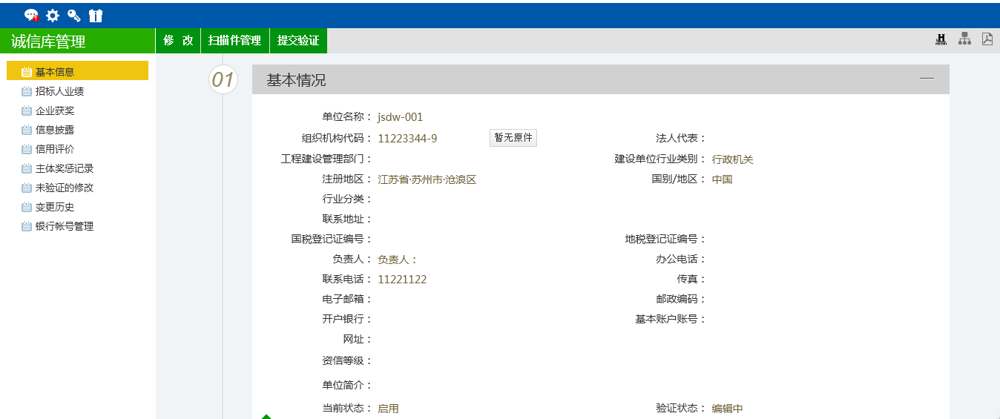 诚信库管理
修 改 扫描件管理 提交验证
HISTORY
基本信息
招标人业绩
企业获奖
信息披露
信用评价
主体奖惩记录
未验证的修改
变更历史
银行帐号管理
01 基本情况
单位名称： jsdw-001
组织机构代码： 11223344-9 暂无原件 法人代表：
工程建设管理部门： 建设单位行业类别： 行政机关
注册地区： 江苏省·苏州市·沧浪区 国别/地区： 中国
行业分类：
联系地址：
国税登记证编号： 地税登记证编号：
负责人： 负责人： 办公电话：
联系电话： 11221122 传真：
电子邮箱： 邮政编码：
开户银行： 基本账户账号：
网址：
资信等级：
单位简介：
当前状态： 启用 验证状态： 编辑中